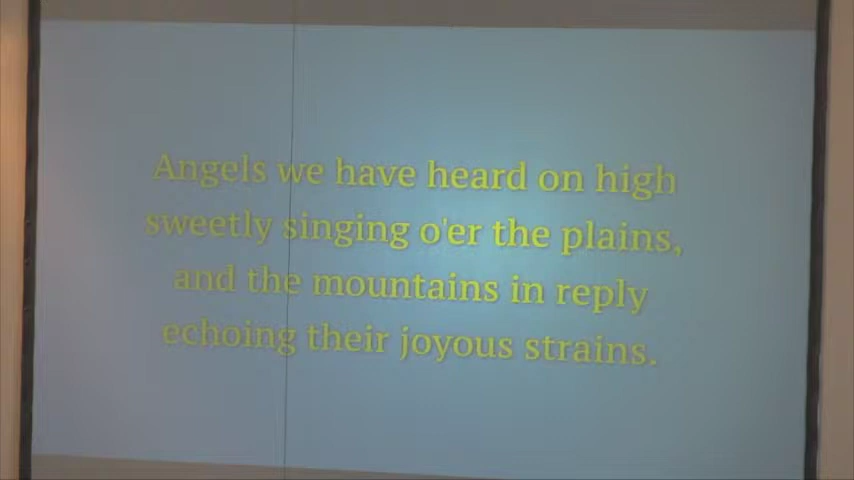 Angels we have heard on high
sweetly singing o'er the plains,
and the mountains in reply
echoing their joyous strains.